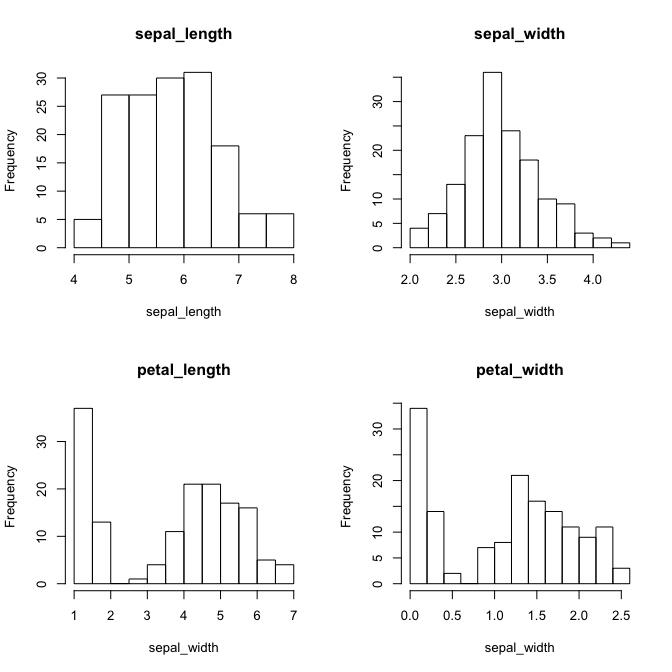 sepal_length
Frequency
0 5 10 15 20 25 30
4 5 6 7 8
sepal_length
sepal_width
Frequency
0 5 10 20 30
2.0 2.5 3.0 3.5 4.0
sepal_width
petal_length
Frequency
0 10 20 30
1 2 3 4 5 6 7
sepal_width
petal_width
Frequency
0 5 10 20 30
0.0 0.5 1.0 1.5 2.0 2.5
sepal_width